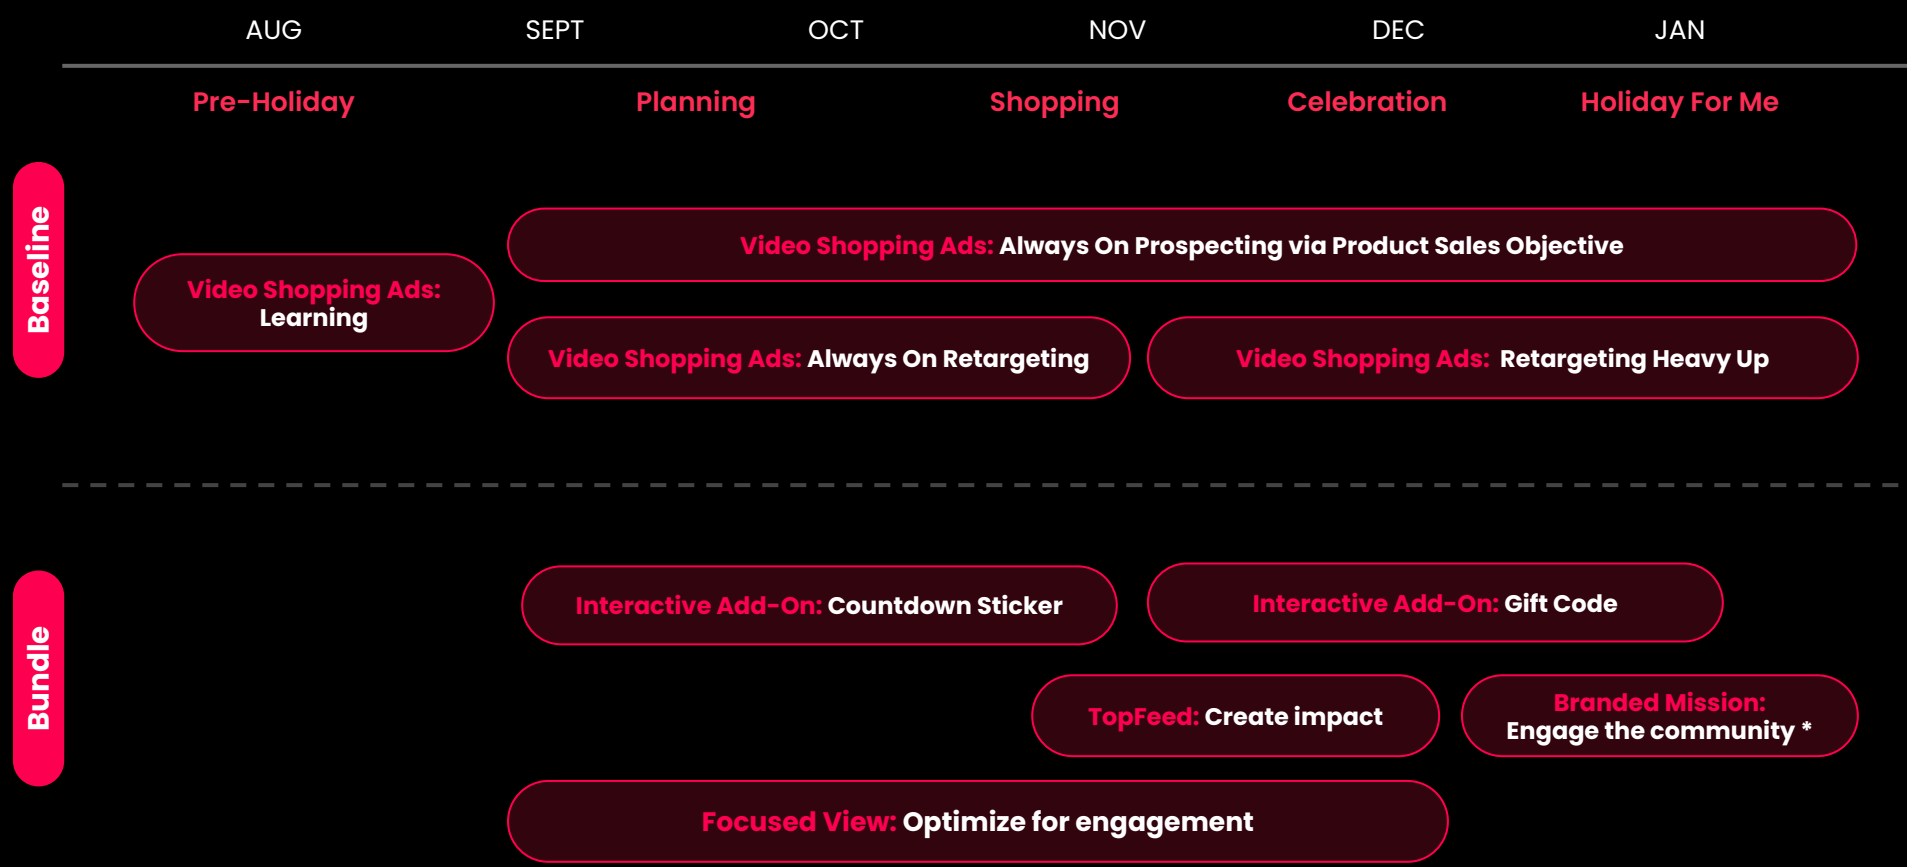 AUG SEPT OCT NOV DEC JAN
Pre-Holiday Planning Shopping Celebration Holiday For Me
Baseline
Video Shopping Ads: Always On Prospecting via Product Sales Objective
Video Shopping Ads:
Learning
Video Shopping Ads: Always On Retargeting
Video Shopping Ads: Retargeting Heavy Up
Bundle
Interactive Add-On: Countdown Sticker
Interactive Add-On: Gift Code
TopFeed: Create impact
Branded Mission:
Engage the community *
Focused View: Optimize for engagement